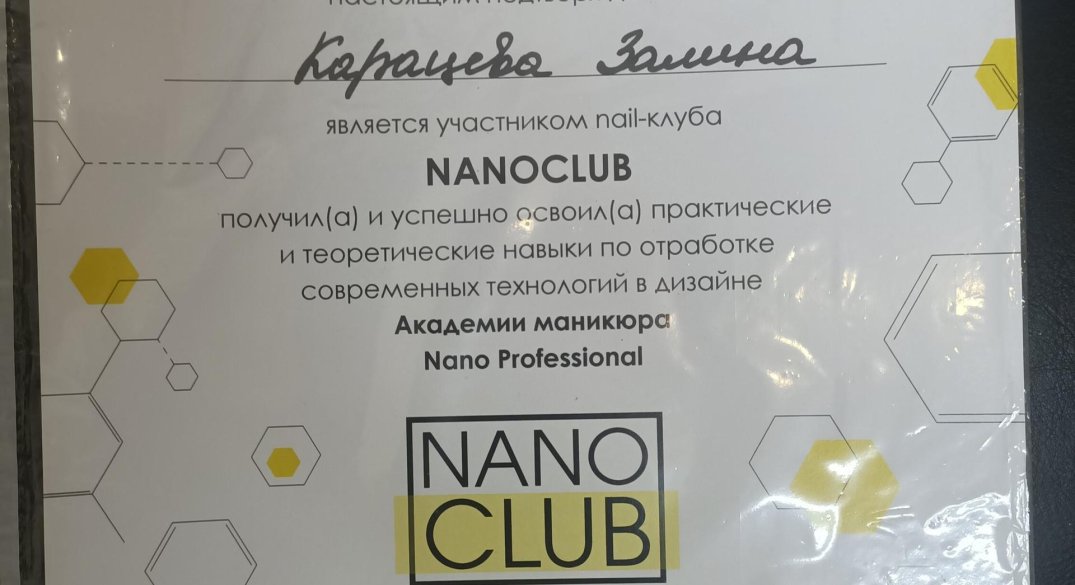 настоящим
Карацева Залина
является участником nail-клуба
NANOCLUB
получил(а) и успешно освоил(а) практические
и теоретические навыки по отработке
современных технологий в дизайне
Академии маникюра
Nano Professional
NANO
CLUB